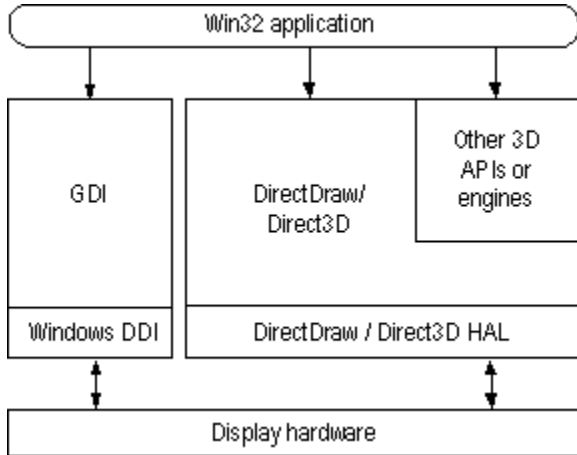 Win32 application
GDI
DirectDraw/
Direct3D
Other 3D
APIs or
engines
Windows DDI
DirectDraw / Direct3D HAL
Display hardware